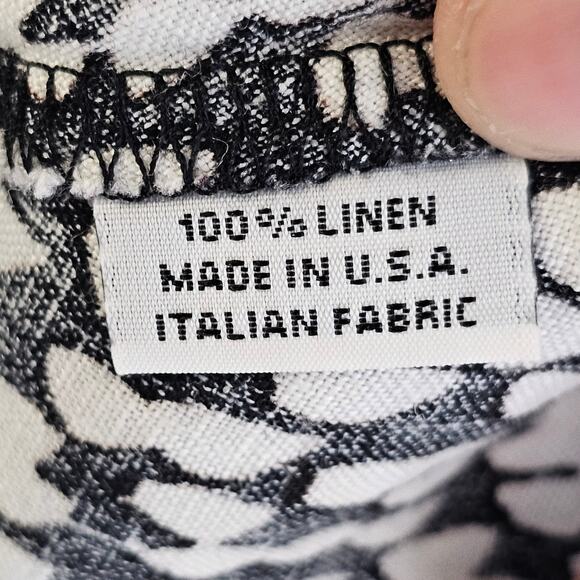 100% LINEN
MADE IN U.S.A.
ITALIAN FABRIC